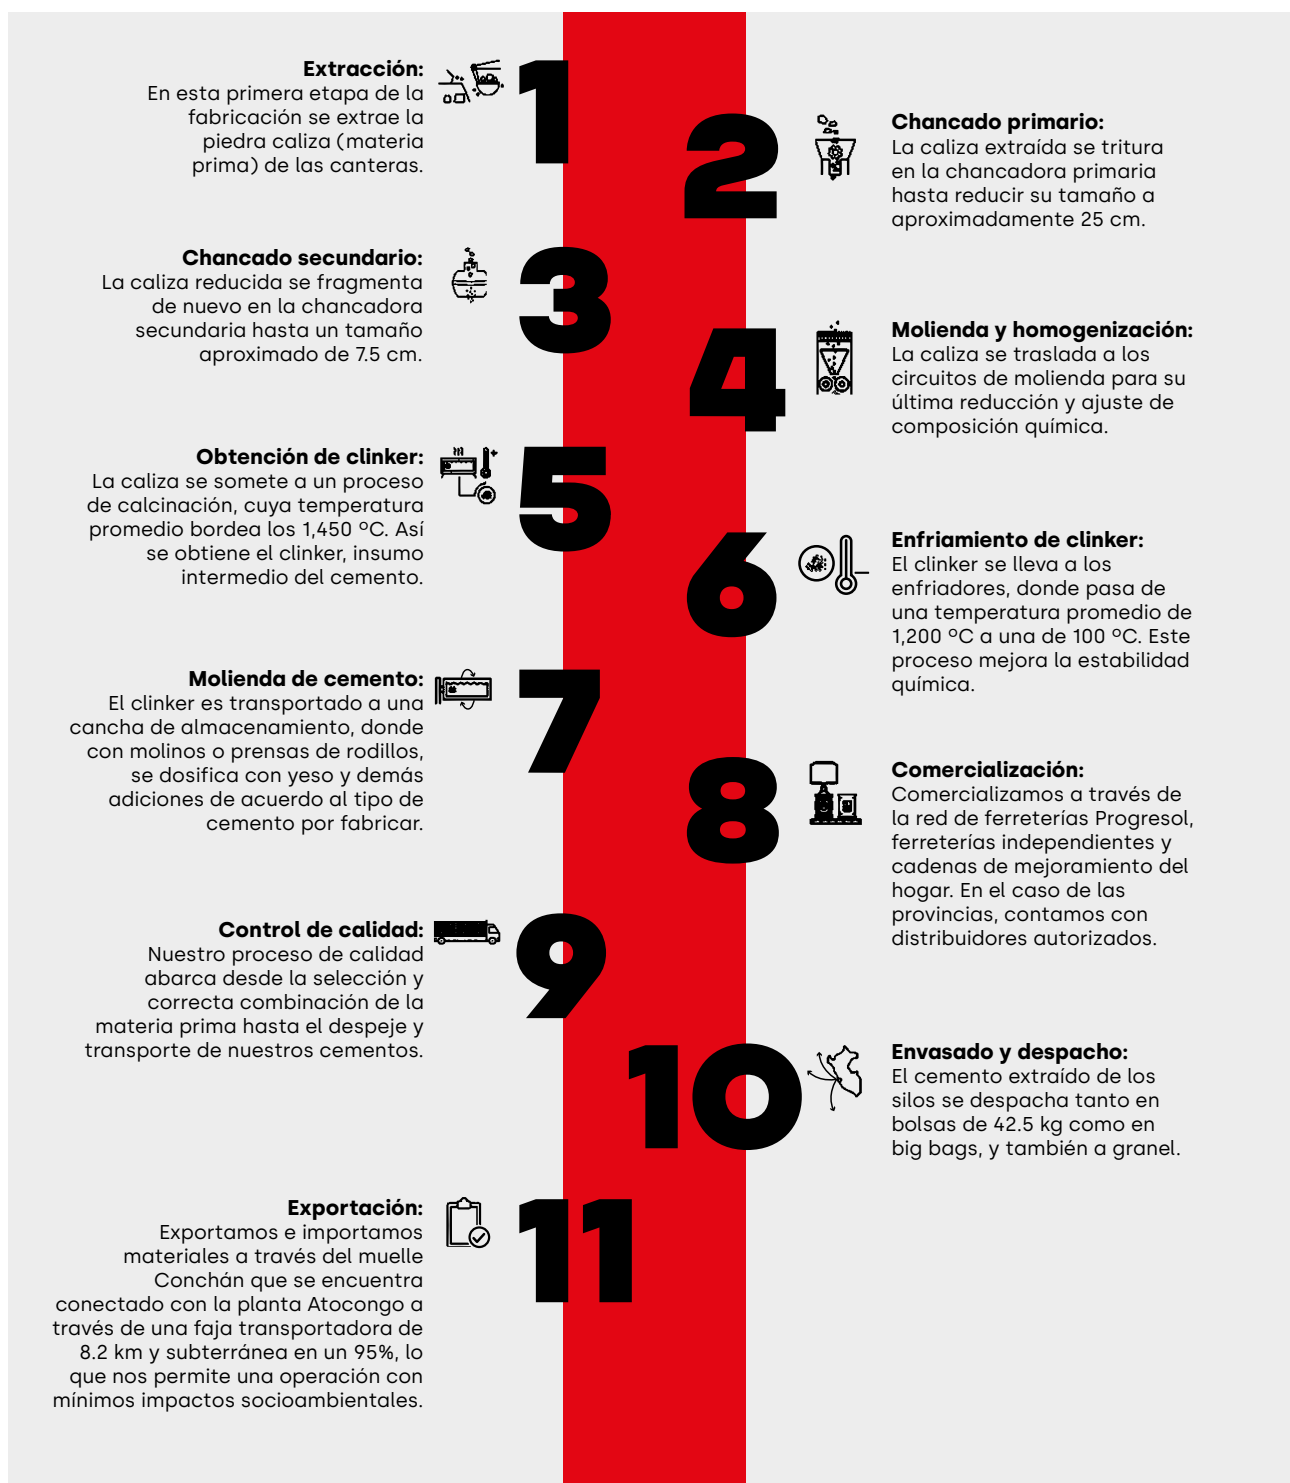 1
Extracción:
En esta primera etapa de la
fabricación se extrae la
piedra caliza (materia
prima) de las canteras.
2
Chancado primario:
La caliza extraída se tritura
en la chancadora primaria
hasta reducir su tamaño a
aproximadamente 25 cm.
3
Chancado secundario:
La caliza reducida se fragmenta
de nuevo en la chancadora
secundaria hasta un tamaño
aproximado de 7.5 cm.
4
Molienda y homogenización:
La caliza se traslada a los
circuitos de molienda para su
última reducción y ajuste de
composición química.
5
Obtención de clinker:
La caliza se somete a un proceso
de calcinación, cuya temperatura
promedio bordea los 1,450 ºC. Así
se obtiene el clinker, insumo
intermedio del cemento.
6
Enfriamiento de clinker:
El clinker se lleva a los
enfriadores, donde pasa de
una temperatura promedio de
1,200 ºC a una de 100 ºC. Este
proceso mejora la estabilidad
química.
7
Molienda de cemento:
El clinker es transportado a una
cancha de almacenamiento, donde
con molinos o prensas de rodillos,
se dosifica con yeso y demás
adiciones de acuerdo al tipo de
cemento por fabricar.
8
Comercialización:
Comercializamos a través de
la red de ferreterías Progresol,
ferreterías independientes y
cadenas de mejoramiento del
hogar. En el caso de las
provincias, contamos con
distribuidores autorizados.
9
Control de calidad:
Nuestro proceso de calidad
abarca desde la selección y
correcta combinación de la
materia prima hasta el despeje y
transporte de nuestros cementos.
10
Envasado y despacho:
El cemento extraído de los
silos se despacha tanto en
bolsas de 42.5 kg como en
big bags, y también a granel.
11
Exportación:
Exportamos e importamos
materiales a través del muelle
Conchán que se encuentra
conectado con la planta Atocongo a
través de una faja transportadora de
8.2 km y subterránea en un 95%, lo
que nos permite una operación con
mínimos impactos socioambientales.